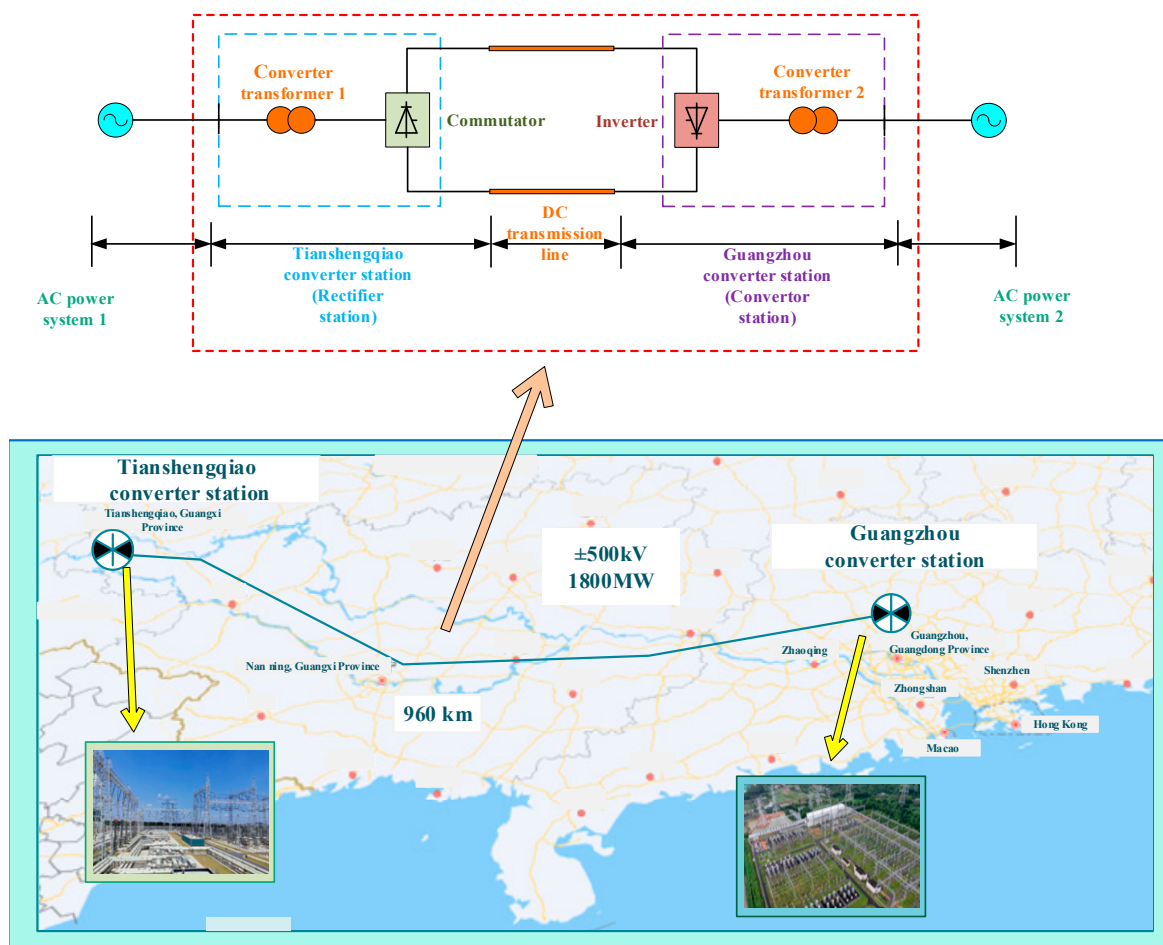 Converter
transformer 1
Converter
transformer 2
Commutator
Inverter
DC
transmission
line
Tianshengqiao
converter station
(Rectifier
station)
Guangzhou
converter station
(Convertor
station)
AC power
system 1
AC power
system 2
Tianshengqiao
converter station
Tianshengqiao, Guangxi
Province
±500kV
1800MW
Guangzhou
converter station
Guangzhou,
Guangdong Province
Nan ning, Guangxi Province
Zhaoqing
Shenzhen
Zhongshan
960 km
Hong Kong
Macao